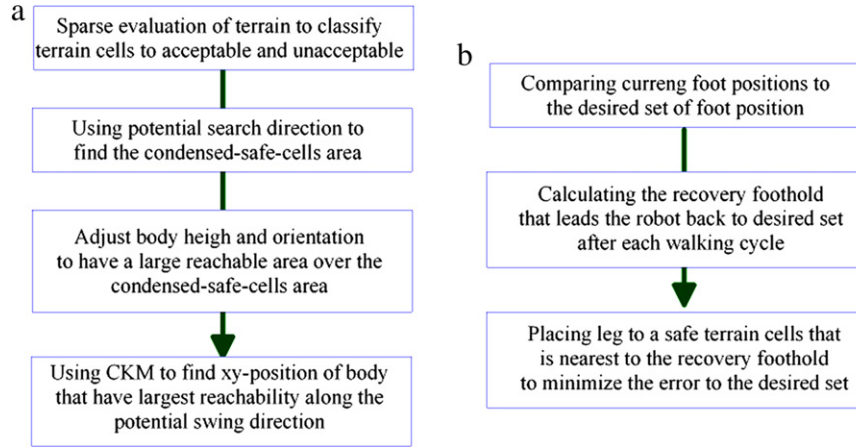 a
Sparse evaluation of terrain to classify
terrain cells to acceptable and unacceptable
Using potential search direction to
find the condensed-safe-cells area
Adjust body heigh and orientation
to have a large reachable area over the
condensed-safe-cells area
Using CKM to find xy-position of body
that have largest reachability along the
potential swing direction
b
Comparing curreng foot positions to
the desired set of foot position
Calculating the recovery foothold
that leads the robot back to desired set
after each walking cycle
Placing leg to a safe terrain cells that
is nearest to the recovery foothold
to minimize the error to the desired set